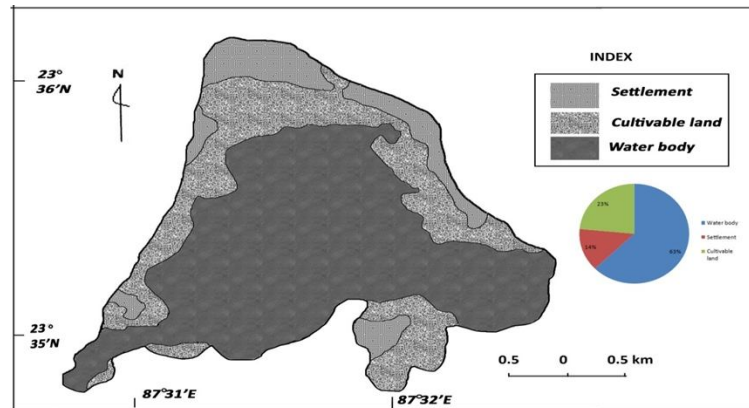 23°
36'N
N
INDEX
Settlement
Cultivable land
Water body
23%
14%
63%
Water body
Settlement
Cultivable
land
23°
35'N
0.5 0 0.5 km
87°31'E
87°32'E